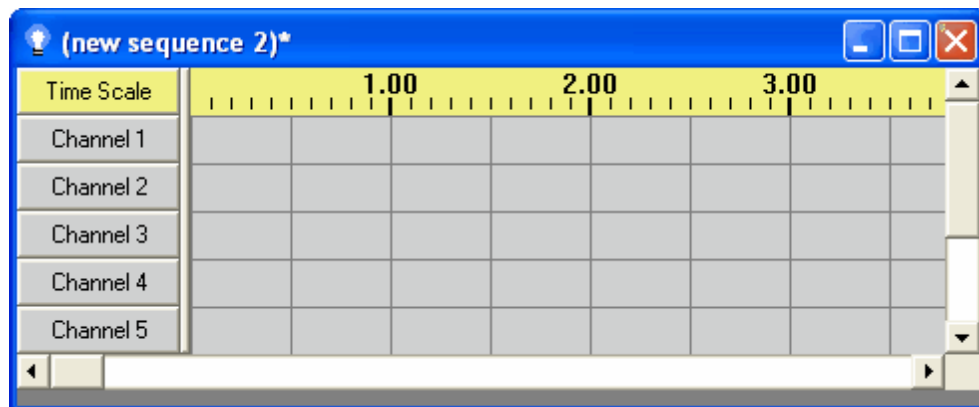 (new sequence 2)*
Time Scale 1.00 2.00 3.00
Channel 1
Channel 2
Channel 3
Channel 4
Channel 5